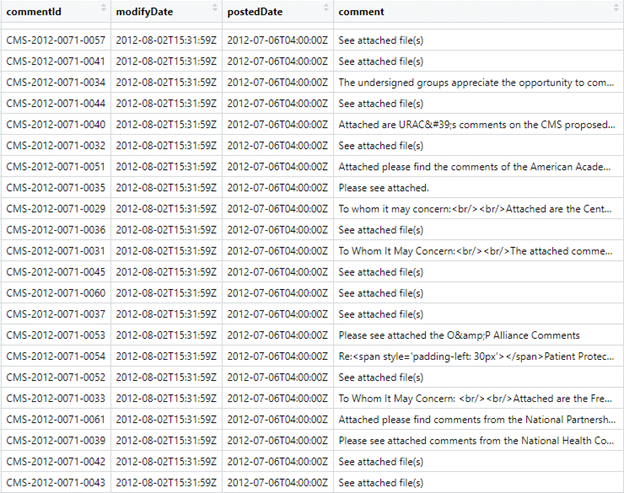 commentId modifyDate postedDate comment
CMS-2012-0071-0057 2012-08-02T15:31:59Z 2012-07-06T04:00:00Z See attached file(s)
CMS-2012-0071-0041 2012-08-02T15:31:59Z 2012-07-06T04:00:00Z See attached file(s)
CMS-2012-0071-0034 2012-08-02T15:31:59Z 2012-07-06T04:00:00Z The undersigned groups appreciate the opportunity to com...
CMS-2012-0071-0044 2012-08-02T15:31:59Z 2012-07-06T04:00:00Z See attached file(s)
CMS-2012-0071-0040 2012-08-02T15:31:59Z 2012-07-06T04:00:00Z Attached are URAC&#39;s comments on the CMS proposed...
CMS-2012-0071-0032 2012-08-02T15:31:59Z 2012-07-06T04:00:00Z See attached file(s)
CMS-2012-0071-0051 2012-08-02T15:31:59Z 2012-07-06T04:00:00Z Attached please find the comments of the American Acade...
CMS-2012-0071-0035 2012-08-02T15:31:59Z 2012-07-06T04:00:00Z Please see attached.
CMS-2012-0071-0029 2012-08-02T15:31:59Z 2012-07-06T04:00:00Z To whom it may concern:<br/><br/>Attached are the Cent...
CMS-2012-0071-0036 2012-08-02T15:31:59Z 2012-07-06T04:00:00Z See attached file(s)
CMS-2012-0071-0031 2012-08-02T15:31:59Z 2012-07-06T04:00:00Z To Whom It May Concern:<br/><br/>The attached comme...
CMS-2012-0071-0045 2012-08-02T15:31:59Z 2012-07-06T04:00:00Z See attached file(s)
CMS-2012-0071-0060 2012-08-02T15:31:59Z 2012-07-06T04:00:00Z See attached file(s)
CMS-2012-0071-0037 2012-08-02T15:31:59Z 2012-07-06T04:00:00Z See attached file(s)
CMS-2012-0071-0053 2012-08-02T15:31:59Z 2012-07-06T04:00:00Z Please see attached the O&amp;P Alliance Comments
CMS-2012-0071-0054 2012-08-02T15:31:59Z 2012-07-06T04:00:00Z Re:<span style='padding-left: 30px'></span>Patient Protec...
CMS-2012-0071-0052 2012-08-02T15:31:59Z 2012-07-06T04:00:00Z See attached file(s)
CMS-2012-0071-0033 2012-08-02T15:31:59Z 2012-07-06T04:00:00Z To Whom It May Concern: <br/><br/>Attached are the Fre...
CMS-2012-0071-0061 2012-08-02T15:31:59Z 2012-07-06T04:00:00Z Attached please find comments from the National Partnersh...
CMS-2012-0071-0039 2012-08-02T15:31:59Z 2012-07-06T04:00:00Z Please see attached comments from the National Health Co...
CMS-2012-0071-0042 2012-08-02T15:31:59Z 2012-07-06T04:00:00Z See attached file(s)
CMS-2012-0071-0043 2012-08-02T15:31:59Z 2012-07-06T04:00:00Z See attached file(s)